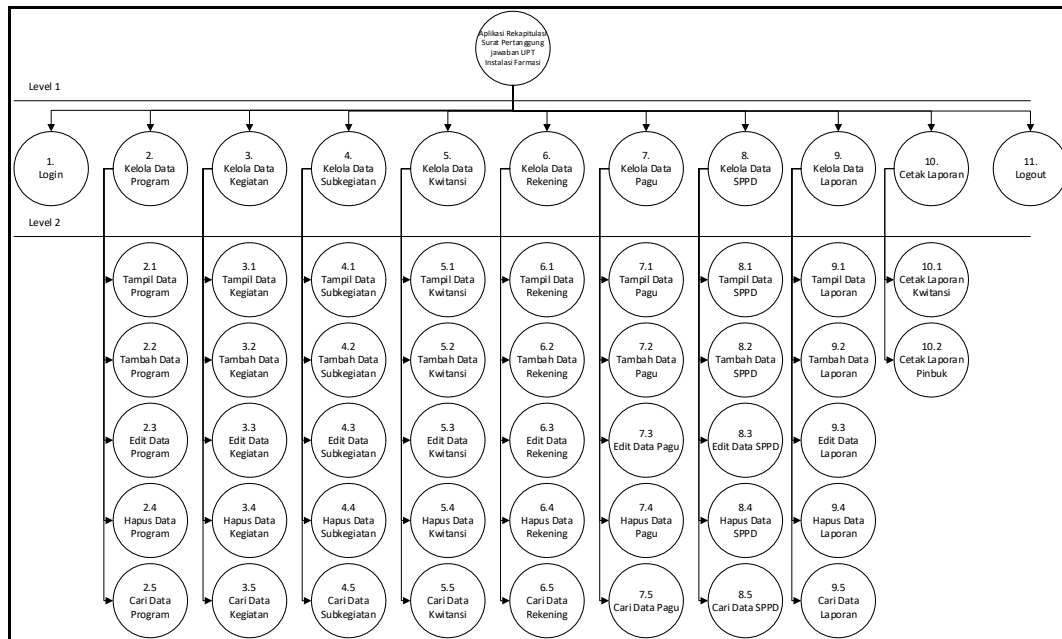 Aplikasi Rekapitulasi
Surat Pertanggung
jawaban UPT
Instalasi Farmasi
Level 1
1.
Login
2.
Kelola Data
Program
3.
Kelola Data
Kegiatan
4.
Kelola Data
Subkegiatan
5.
Kelola Data
Kwitansi
6.
Kelola Data
Rekening
7.
Kelola Data
Pagu
8.
Kelola Data
SPPD
9.
Kelola Data
Laporan
10.
Cetak Laporan
11.
Logout
Level 2
2.1
Tampil Data
Program
3.1
Tampil Data
Kegiatan
4.1
Tampil Data
Subkegiatan
5.1
Tampil Data
Kwitansi
6.1
Tampil Data
Rekening
7.1
Tampil Data
Pagu
8.1
Tampil Data
SPPD
9.1
Tampil Data
Laporan
10.1
Cetak Laporan
Kwitansi
2.2
Tambah Data
Program
3.2
Tambah Data
Kegiatan
4.2
Tambah Data
Subkegiatan
5.2
Tambah Data
Kwitansi
6.2
Tambah Data
Rekening
7.2
Tambah Data
Pagu
8.2
Tambah Data
SPPD
9.2
Tambah Data
Laporan
10.2
Cetak Laporan
Pinbuk
2.3
Edit Data
Program
3.3
Edit Data
Kegiatan
4.3
Edit Data
Subkegiatan
5.3
Edit Data
Kwitansi
6.3
Edit Data
Rekening
7.3
Edit Data Pagu
8.3
Edit Data SPPD
9.3
Edit Data
Laporan
2.4
Hapus Data
Program
3.4
Hapus Data
Kegiatan
4.4
Hapus Data
Subkegiatan
5.4
Hapus Data
Kwitansi
6.4
Hapus Data
Rekening
7.4
Hapus Data
Pagu
8.4
Hapus Data
SPPD
9.4
Hapus Data
Laporan
2.5
Cari Data
Program
3.5
Cari Data
Kegiatan
4.5
Cari Data
Subkegiatan
5.5
Cari Data
Kwitansi
6.5
Cari Data
Rekening
7.5
Cari Data Pagu
8.5
Cari Data SPPD
9.5
Cari Data
Laporan